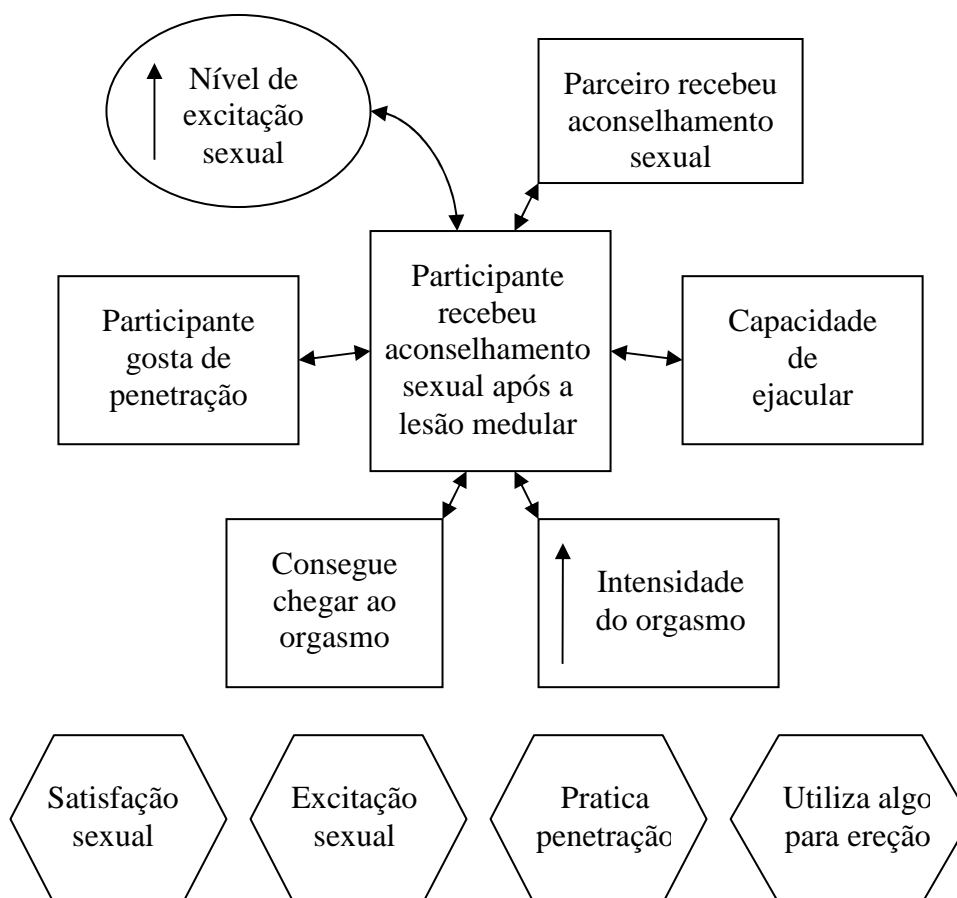 Nível de
excitação
sexual
Parceiro recebeu
aconselhamento
sexual
Participante
gosta de
penetração
Participante
recebeu
aconselhamento
sexual após a
lesão medular
Capacidade
de
ejacular
Consegue
chegar ao
orgasmo
Intensidade
do orgasmo
Satisfação
sexual
Excitação
sexual
Pratica
penetração
Utiliza algo
para ereção